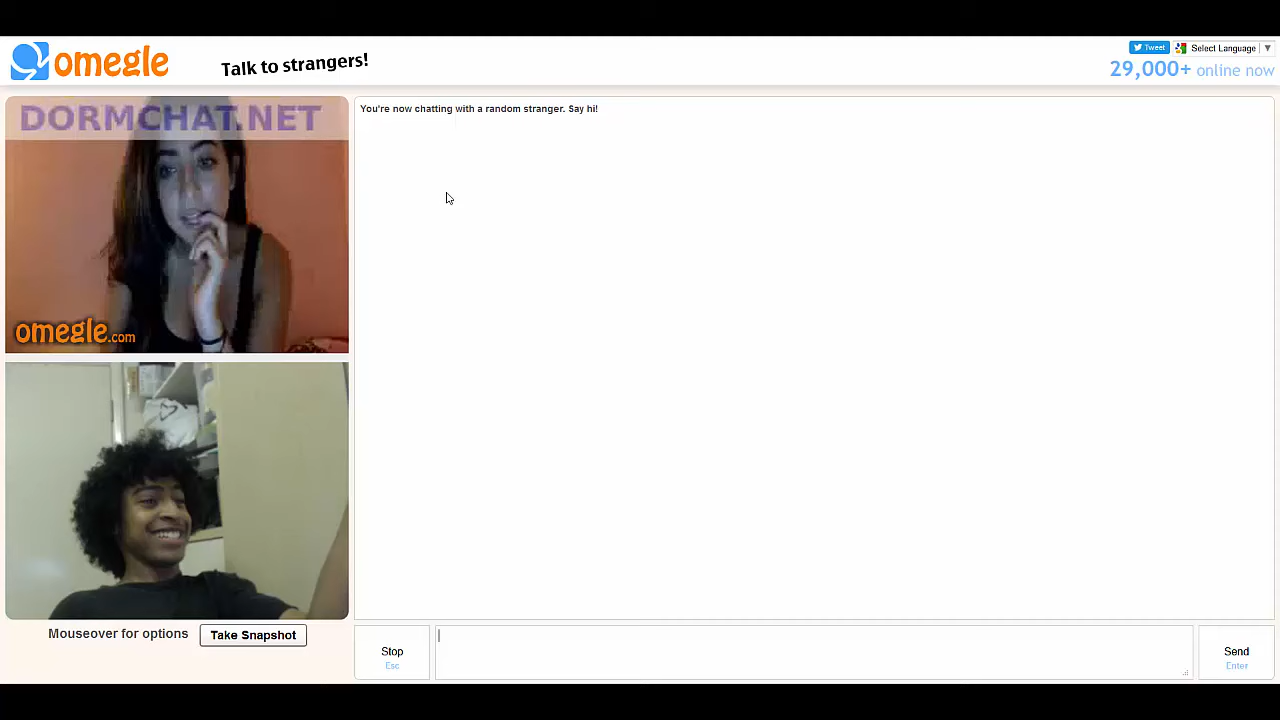 omegle
Talk to strangers!
Tweet
Select Language
29,000+ online now
DORMCHAT.NET
omegle.com
You're now chatting with a random stranger. Say hi!
Mouseover for options
Take Snapshot
Stop
Esc
Send
Enter